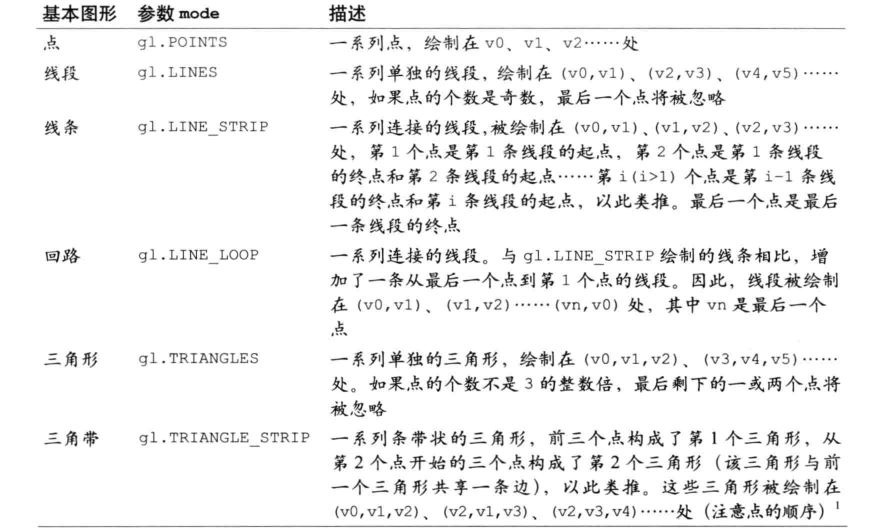 基本图形 参数 mode 描述
点 gl.POINTS 一系列点，绘制在 v0、v1、v2……处
线段 gl.LINES 一系列单独的线段，绘制在 (v0,v1)、(v2,v3)、(v4,v5)……
处，如果点的个数是奇数，最后一个点将被忽略
线条 gl.LINE_STRIP 一系列连接的线段，被绘制在 (v0,v1)、(v1,v2)、(v2,v3)……
处，第 1 个点是第 1 条线段的起点，第 2 个点是第 1 条线段
的终点和第 2 条线段的起点……第 i(i>1) 个点是第 i-1 条线
段的终点和第 i 条线段的起点，以此类推。最后一个点是最后
一条线段的终点
回路 gl.LINE_LOOP 一系列连接的线段。与 gl.LINE_STRIP 绘制的线条相比，增
加了一条从最后一个点到第 1 个点的线段。因此，线段被绘制
在 (v0,v1)、(v1,v2)……(vn,v0) 处，其中 vn 是最后一个
点
三角形 gl.TRIANGLES 一系列单独的三角形，绘制在 (v0,v1,v2)、(v3,v4,v5)……
处。如果点的个数不是 3 的整数倍，最后剩下的一或两个点将
被忽略
三角带 gl.TRIANGLE_STRIP 一系列条带状的三角形，前三个点构成了第 1 个三角形，从
第 2 个点开始的三个点构成了第 2 个三角形（该三角形与前
一个三角形共享一条边），以此类推。这些三角形被绘制在
(v0,v1,v2)、(v2,v1,v3)、(v2,v3,v4)……处（注意点的顺序）1